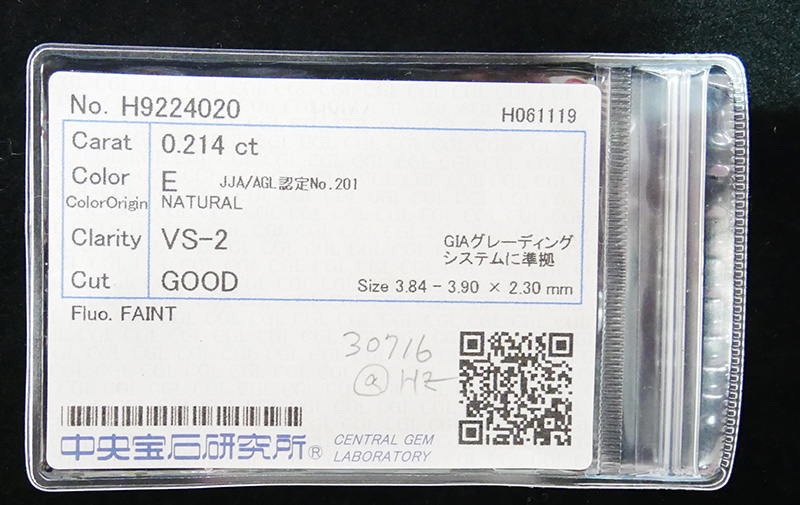 No. H9224020
H061119
Carat 0.214 ct
Color E JJA/AGL認定No.201
ColorOrigin NATURAL
Clarity VS-2
GIAグレーディング
システムに準拠
Cut GOOD Size 3.84 - 3.90 × 2.30 mm
Fluo. FAINT
30716
中央宝石研究所® CENTRAL GEM
LABORATORY